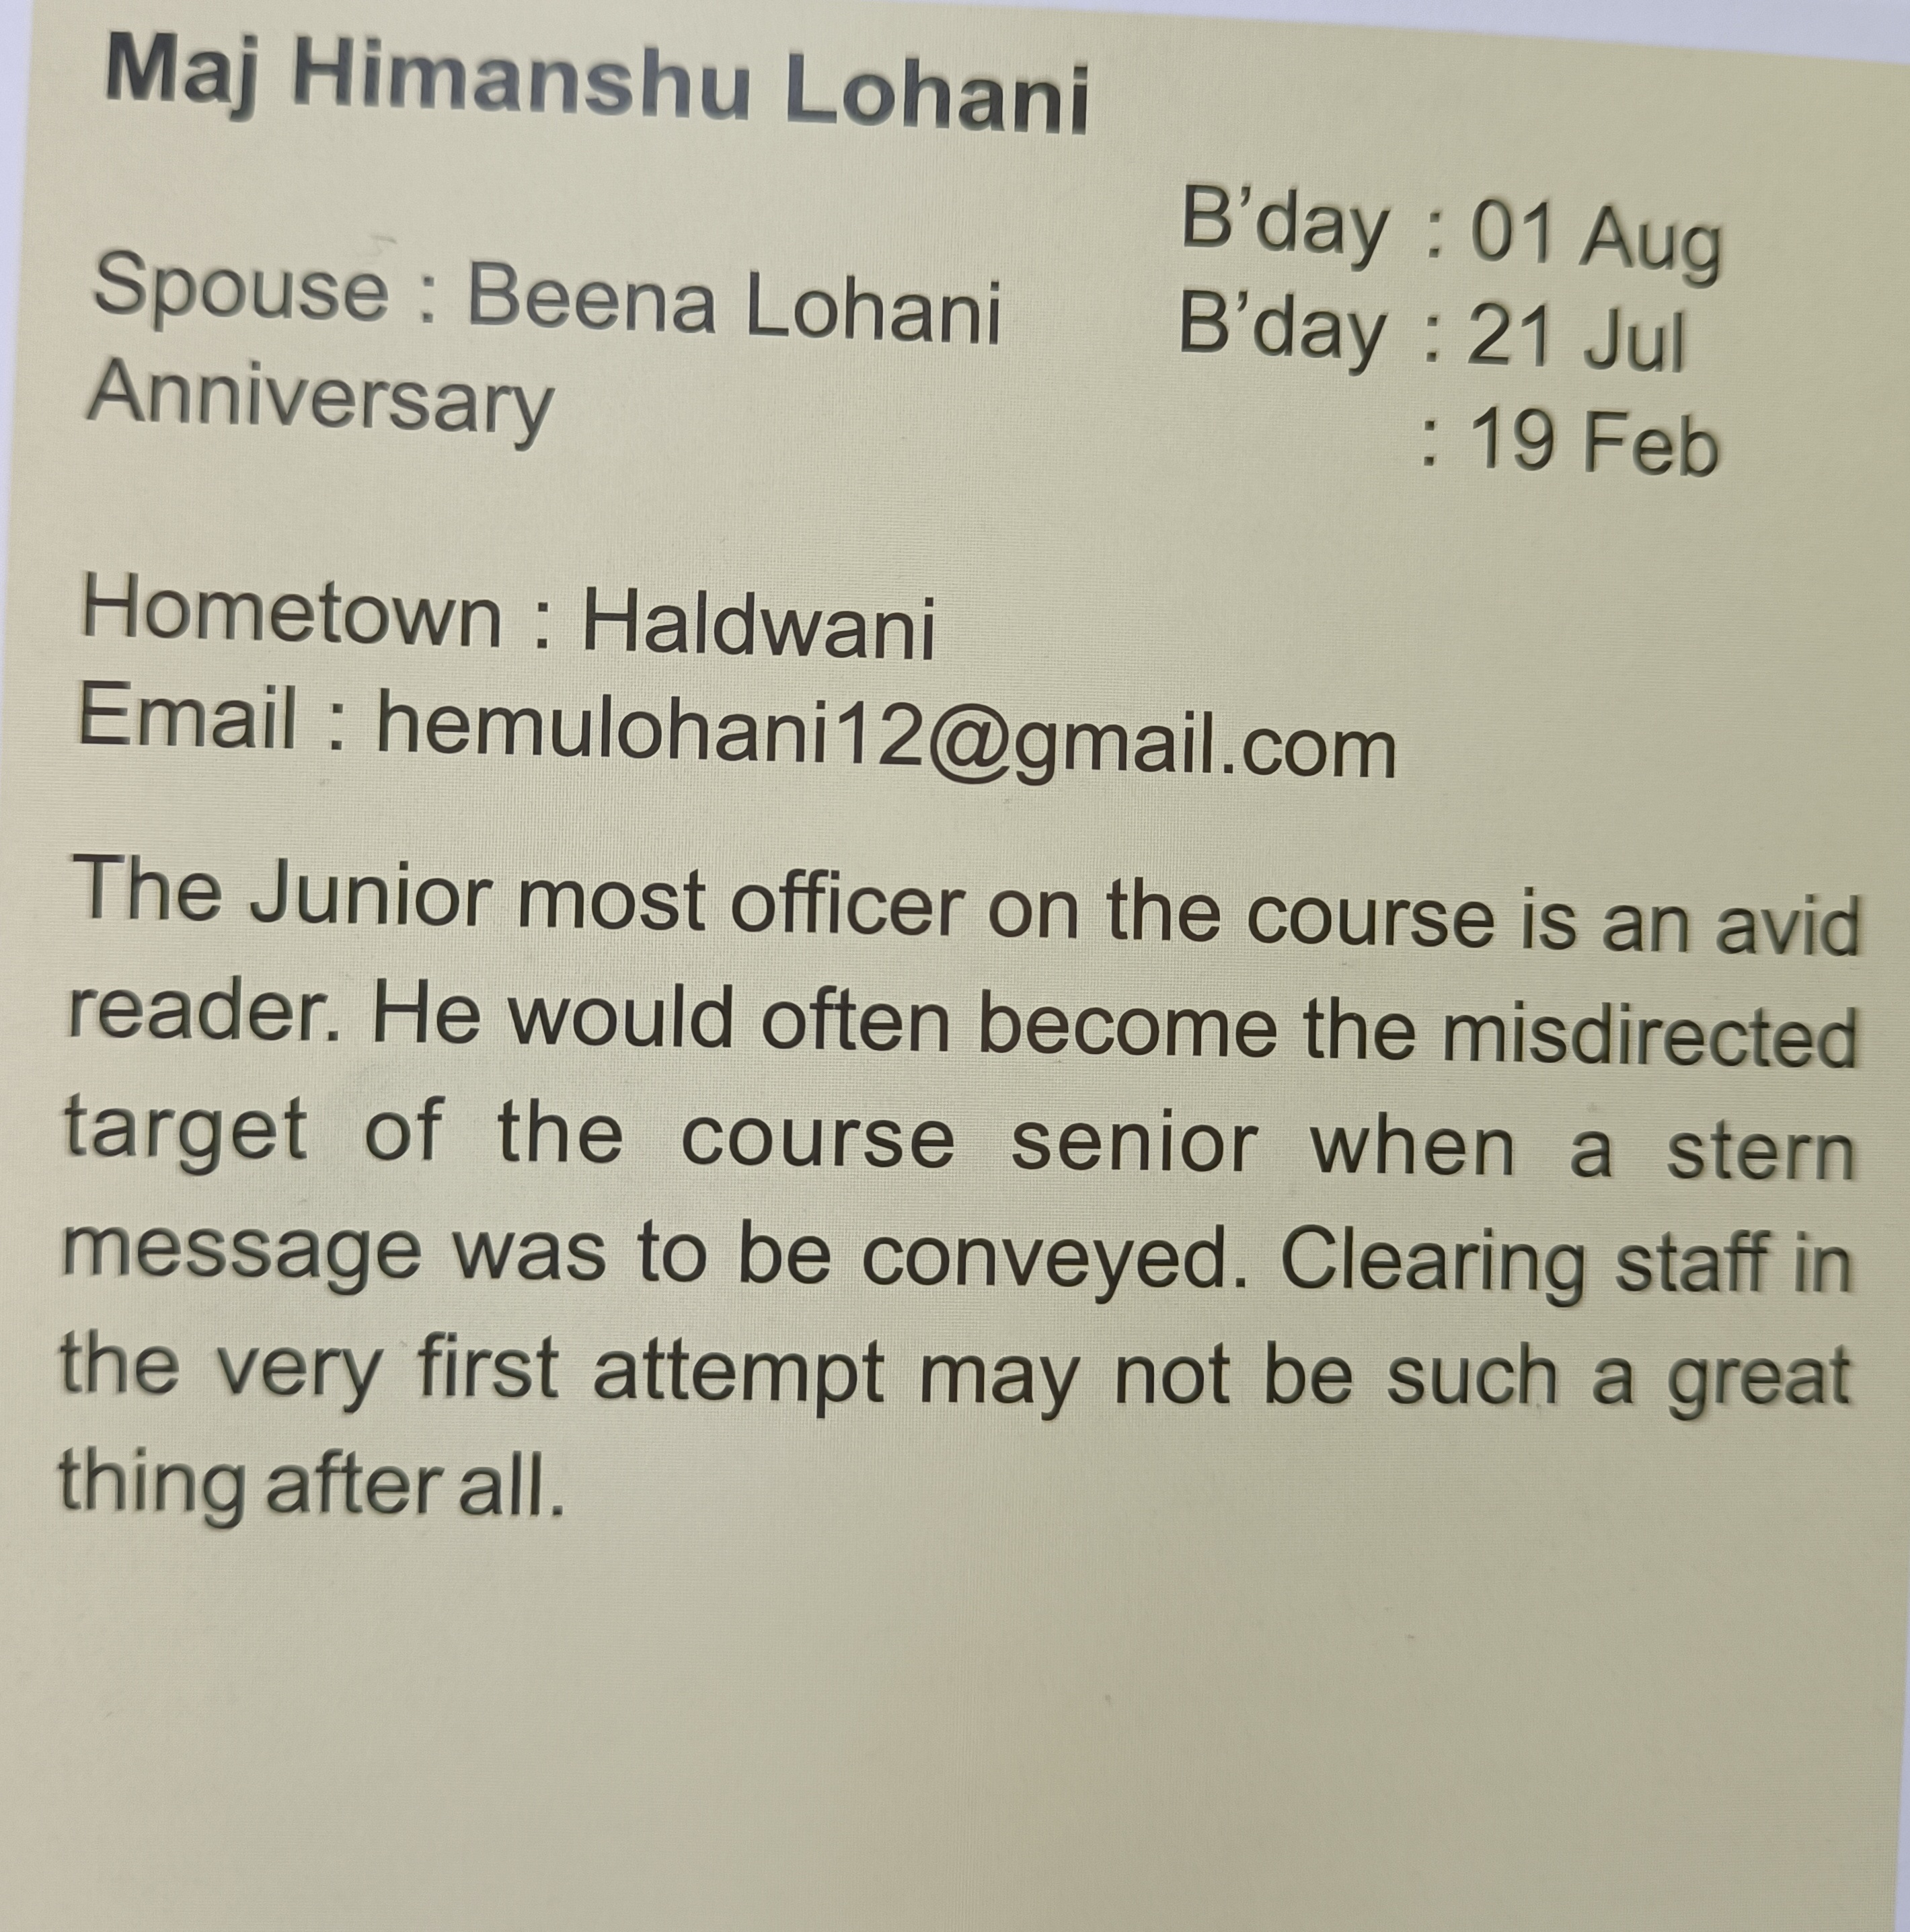 Maj Himanshu Lohani
B’day : 01 Aug
Spouse : Beena Lohani B’day : 21 Jul
Anniversary : 19 Feb
Hometown : Haldwani
Email : hemulohani12@gmail.com
The Junior most officer on the course is an avid
reader. He would often become the misdirected
target of the course senior when a stern
message was to be conveyed. Clearing staff in
the very first attempt may not be such a great
thing after all.